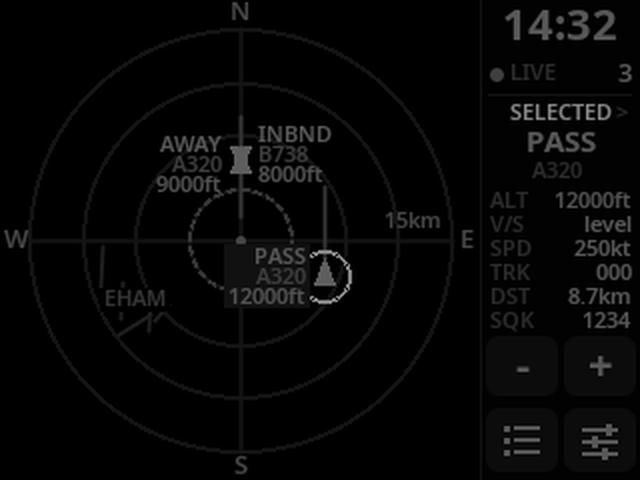 N
AWAY
A320
9000ft
INBND
B738
8000ft
15km
W
E
PASS
A320
12000ft
EHAM
S
14:32
LIVE 3
SELECTED >
PASS
A320
ALT 12000ft
V/S level
SPD 250kt
TRK 000
DST 8.7km
SQK 1234
- +